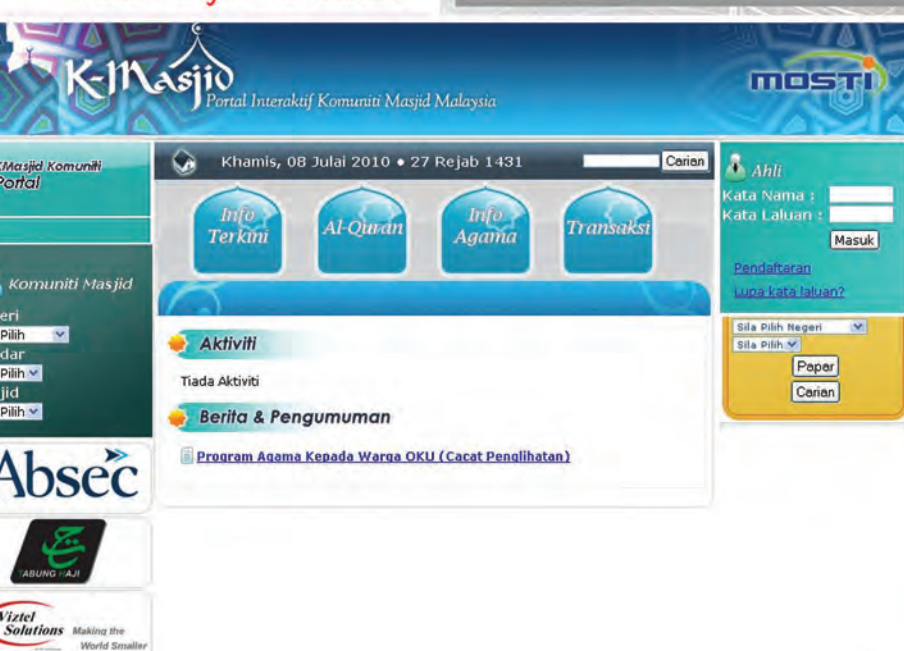 K-Masjid
Portal Interaktif Komuniti Masjid Malaysia
mosti
KMasjid Komuniti
Portal
Khamis, 08 Julai 2010 • 27 Rejab 1431
Carian
Info
Terkini
Al-Quran
Info
Agama
Transaksi
Ahli
Kata Nama :
Kata Laluan :
Masuk
Pendaftaran
Lupa kata laluan?
Komuniti Masjid
eri
Pilih
dar
Pilih
jid
Pilih
Sila Pilih Negeri
Sila Pilih
Papar
Carian
Aktiviti
Tiada Aktiviti
Berita & Pengumuman
Program Agama Kepada Warga OKU (Cacat Penglihatan)
Absec
TABUNG HAJI
Viztel
Solutions
Making the
World Smaller